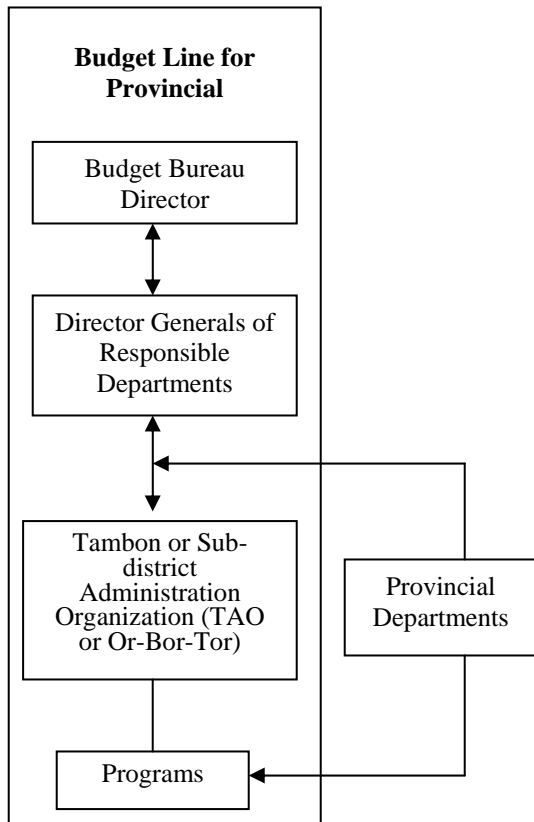 Budget Line for
Provincial
Budget Bureau
Director
Director Generals of
Responsible
Departments
Tambon or Sub-
district
Administration
Organization (TAO
or Or-Bor-Tor)
Provincial
Departments
Programs